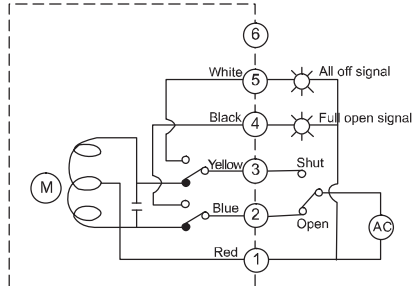 6
White 5 All off signal
Black 4 Full open signal
Yellow 3 Shut
M
Blue 2 Open
AC
Red 1